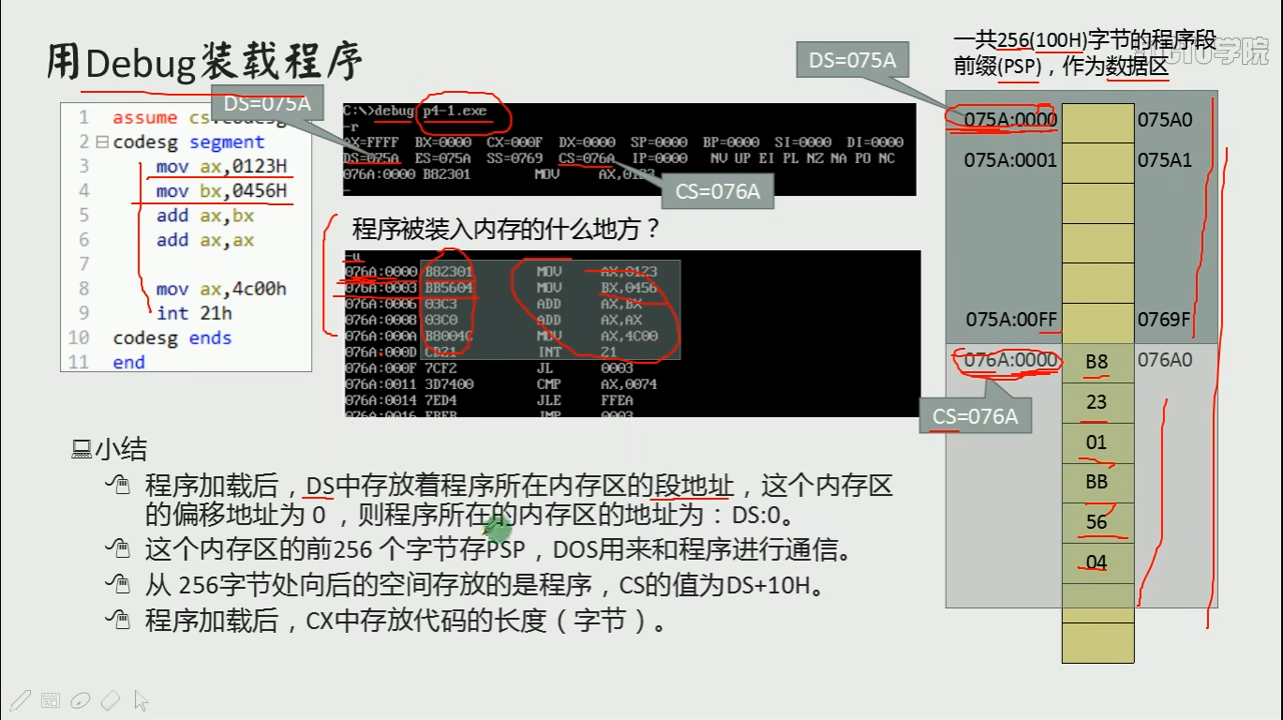 用Debug装载程序
DS=075A
一共256(100H)字节的程序段
前缀(PSP)，作为数据区
学院
DS=075A
1 assume cs:codesg
2 codesg segment
3 mov ax,0123H
4 mov bx,0456H
5 add ax,bx
6 add ax,ax
7
8 mov ax,4c00h
9 int 21h
10 codesg ends
11 end
C:\>debug p4-1.exe
-r
AX=FFFF BX=0000 CX=000F DX=0000 SP=0000 BP=0000 SI=0000 DI=0000
DS=075A ES=075A SS=0769 CS=076A IP=0000 NV UP EI PL NZ NA PO NC
076A:0000 B82301 MOV AX,0123
-
CS=076A
程序被装入内存的什么地方？
-u
076A:0000 B82301 MOV AX,0123
076A:0003 BB5604 MOV BX,0456
076A:0006 03C3 ADD AX,BX
076A:0008 03C0 ADD AX,AX
076A:000A B8004C MOV AX,4C00
076A:000D CD21 INT 21
076A:000F 7CF2 JL 0003
076A:0011 3D7400 CMP AX,0074
076A:0014 7ED4 JLE FFEA
076A:0016 EBEB JMP 0003
075A:0000 075A0
075A:0001 075A1
075A:00FF 0769F
076A:0000 B8 076A0
CS=076A
23
01
BB
56
04
小结
程序加载后，DS中存放着程序所在内存区的段地址，这个内存区
的偏移地址为 0 ，则程序所在的内存区的地址为：DS:0。
这个内存区的前256 个字节存PSP，DOS用来和程序进行通信。
从 256字节处向后的空间存放的是程序，CS的值为DS+10H。
程序加载后，CX中存放代码的长度（字节）。